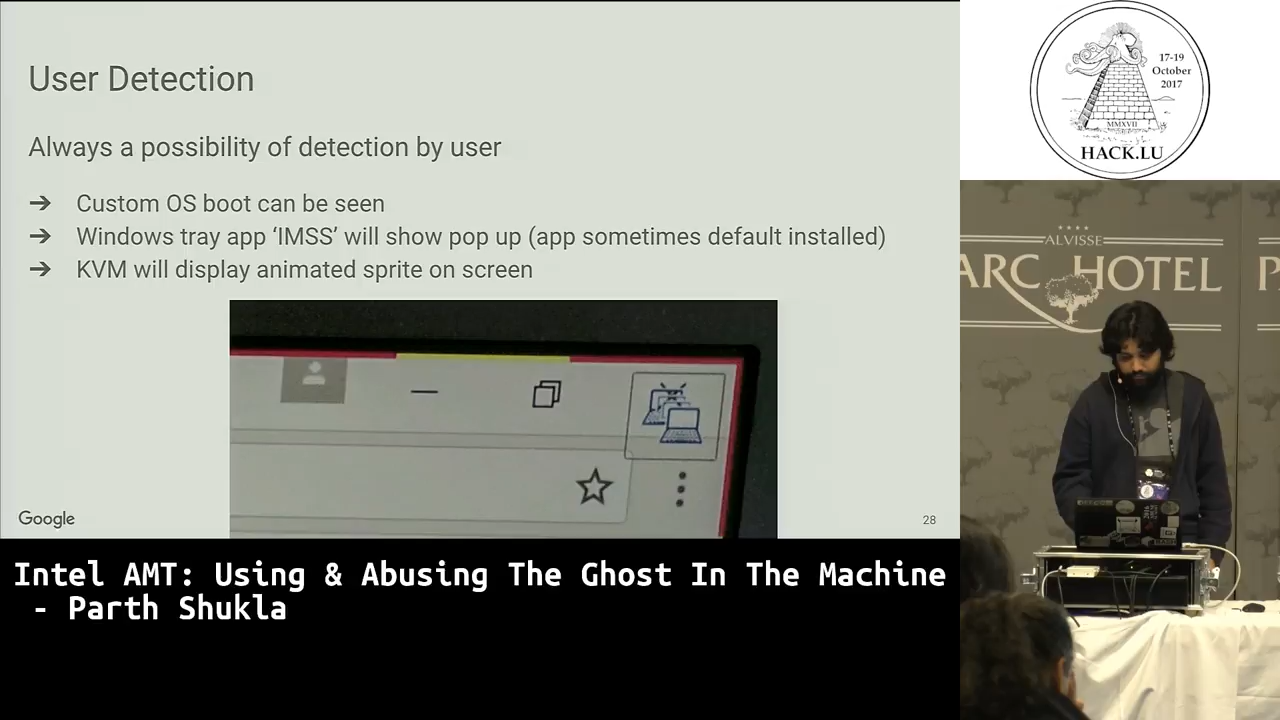 User Detection
Always a possibility of detection by user
➔ Custom OS boot can be seen
➔ Windows tray app ‘IMSS’ will show pop up (app sometimes default installed)
➔ KVM will display animated sprite on screen
Google
28
Intel AMT: Using & Abusing The Ghost In The Machine
- Parth Shukla
17-19
October
2017
MMXVII
HACK.LU
ALVISSE
ARC HOTEL
P